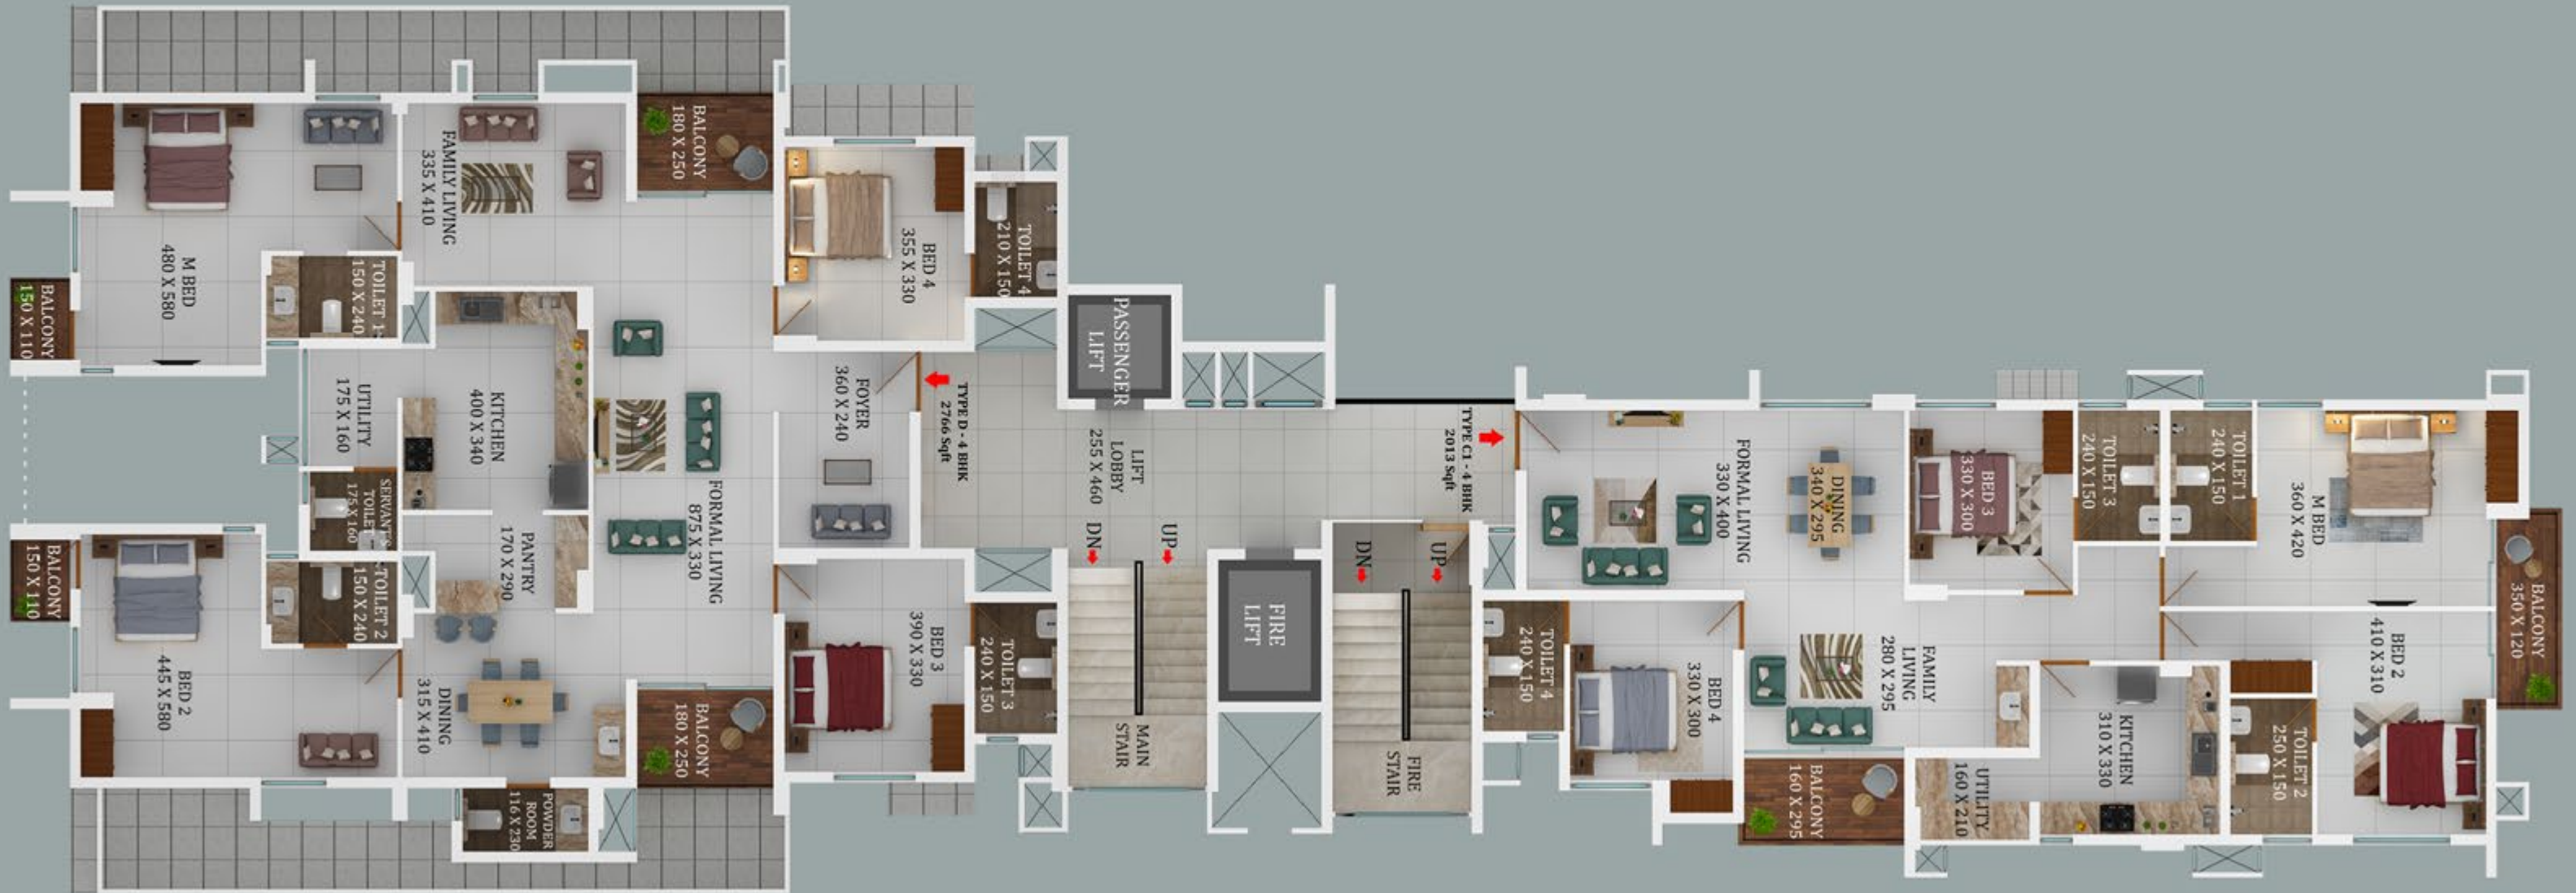 BALCONY
180 X 250
FAMILY LIVING
335 X 410
M BED
480 X 580
BALCONY
150 X 110
TOILET 1
150 X 240
BED 4
355 X 330
TOILET 4
210 X 150
PASSENGER
LIFT
UTILITY
175 X 160
KITCHEN
400 X 340
FOYER
360 X 240
TYPE D - 4 BHK
2766 Sqft
LIFT
LOBBY
255 X 460
DN
UP
SERVANT'S
TOILET
175 X 160
PANTRY
170 X 290
FORMAL LIVING
875 X 330
BALCONY
150 X 110
TOILET 2
150 X 240
BED 2
445 X 580
DINING
315 X 410
BALCONY
180 X 250
POWDER
ROOM
116 X 230
BED 3
390 X 330
TOILET 3
240 X 150
MAIN
STAIR
FIRE
LIFT
DN
UP
FIRE
STAIR
TYPE C1 - 4 BHK
2013 Sqft
FORMAL LIVING
330 X 400
DINING
340 X 295
BED 3
330 X 300
TOILET 3
240 X 150
TOILET 1
240 X 150
M BED
360 X 420
BALCONY
350 X 120
TOILET 4
240 X 150
BED 4
330 X 300
FAMILY
LIVING
280 X 295
BALCONY
160 X 295
UTILITY
160 X 210
KITCHEN
310 X 330
TOILET 2
250 X 150
BED 2
410 X 310